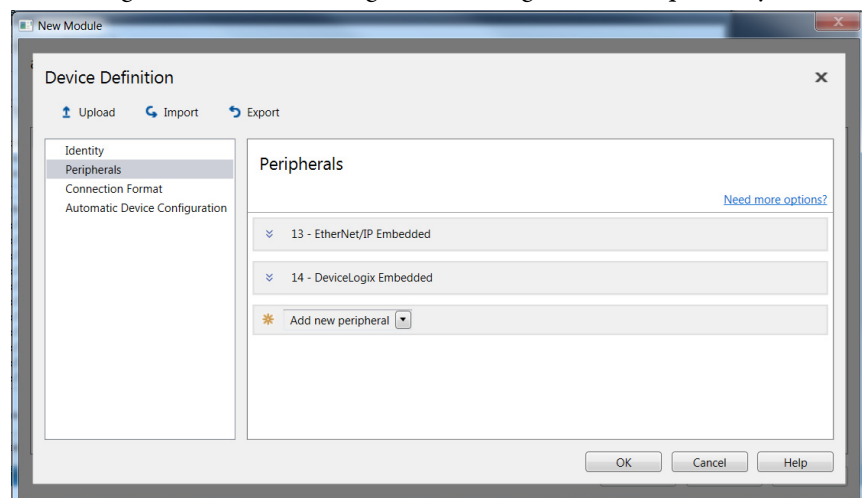 New Module
Device Definition
Upload Import Export
Identity
Peripherals
Connection Format
Automatic Device Configuration
Peripherals
Need more options?
13 - EtherNet/IP Embedded
14 - DeviceLogix Embedded
Add new peripheral
OK Cancel Help